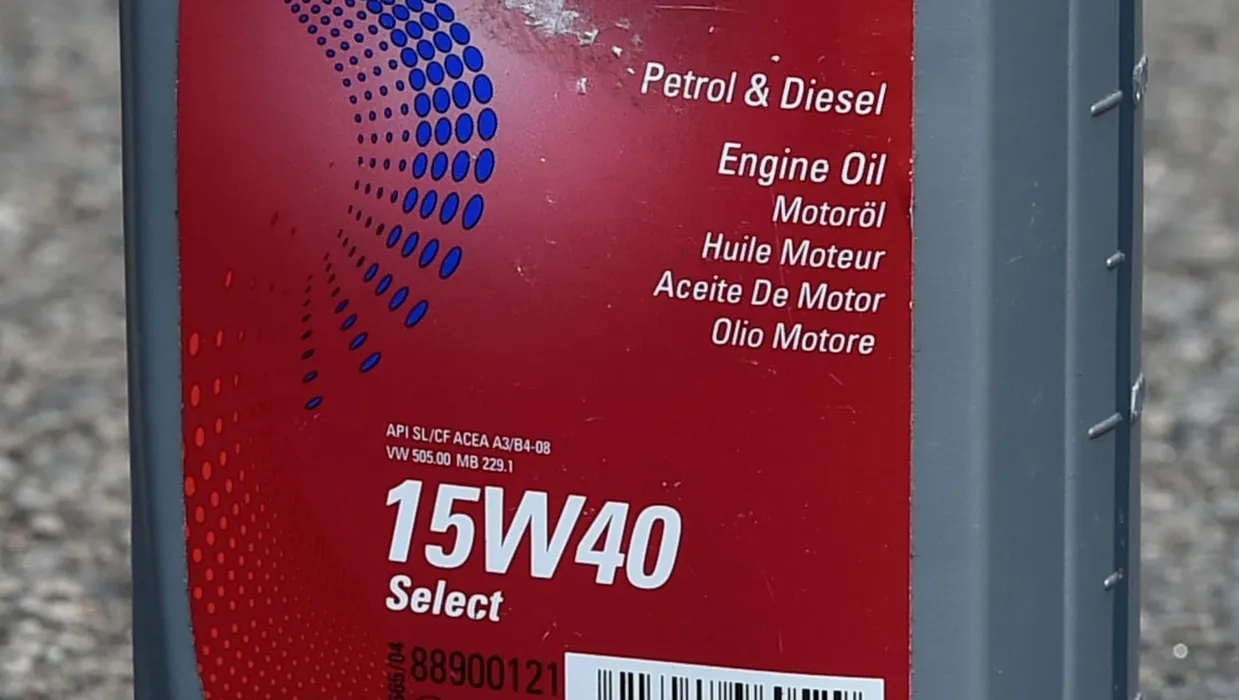 Petrol & Diesel
Engine Oil
Motoröl
Huile Moteur
Aceite De Motor
Olio Motore
API SL/CF ACEA A3/B4-08
VW 505.00 MB 229.1
15W40
Select
88900121